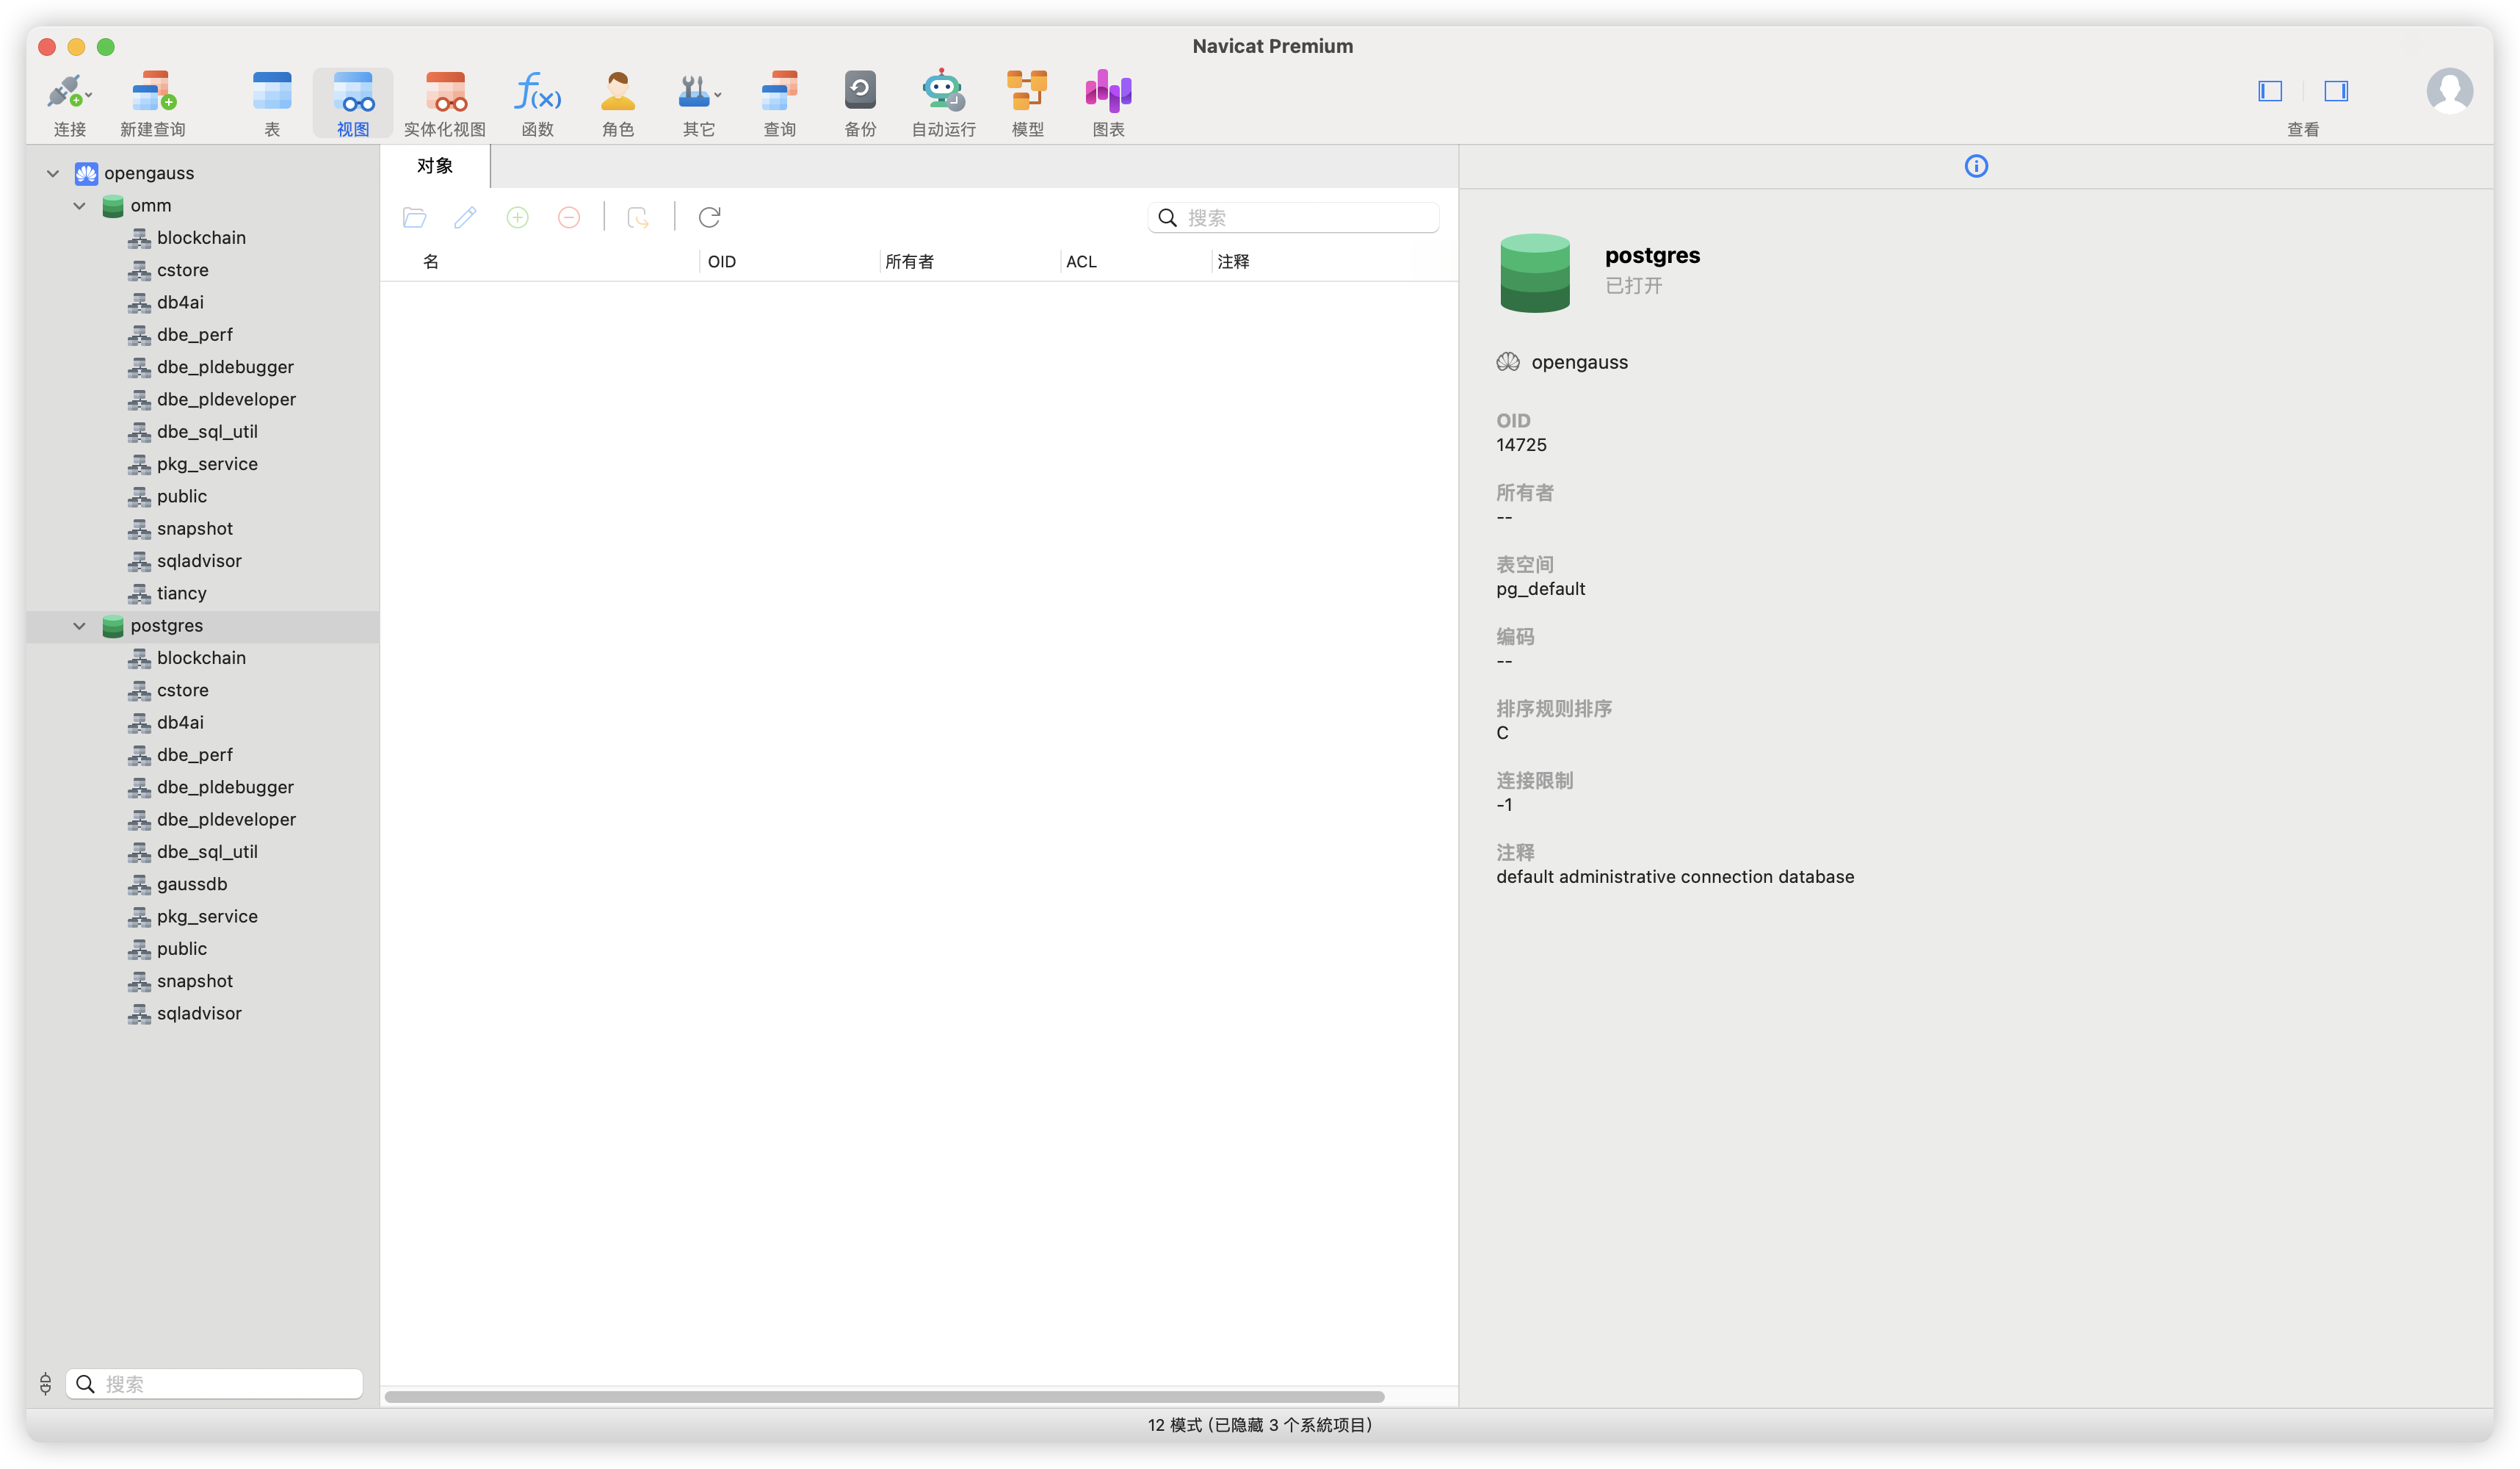 Navicat Premium
连接
新建查询
表
视图
实体化视图
函数
角色
其它
查询
备份
自动运行
模型
图表
查看
opengauss
omm
blockchain
cstore
db4ai
dbe_perf
dbe_pldebugger
dbe_pldeveloper
dbe_sql_util
pkg_service
public
snapshot
sqladvisor
tiancy
postgres
blockchain
cstore
db4ai
dbe_perf
dbe_pldebugger
dbe_pldeveloper
dbe_sql_util
gaussdb
pkg_service
public
snapshot
sqladvisor
搜索
对象
搜索
名 OID 所有者 ACL 注释
postgres
已打开
opengauss
OID
14725
所有者
--
表空间
pg_default
编码
--
排序规则排序
C
连接限制
-1
注释
default administrative connection database
12 模式 (已隐藏 3 个系統项目)